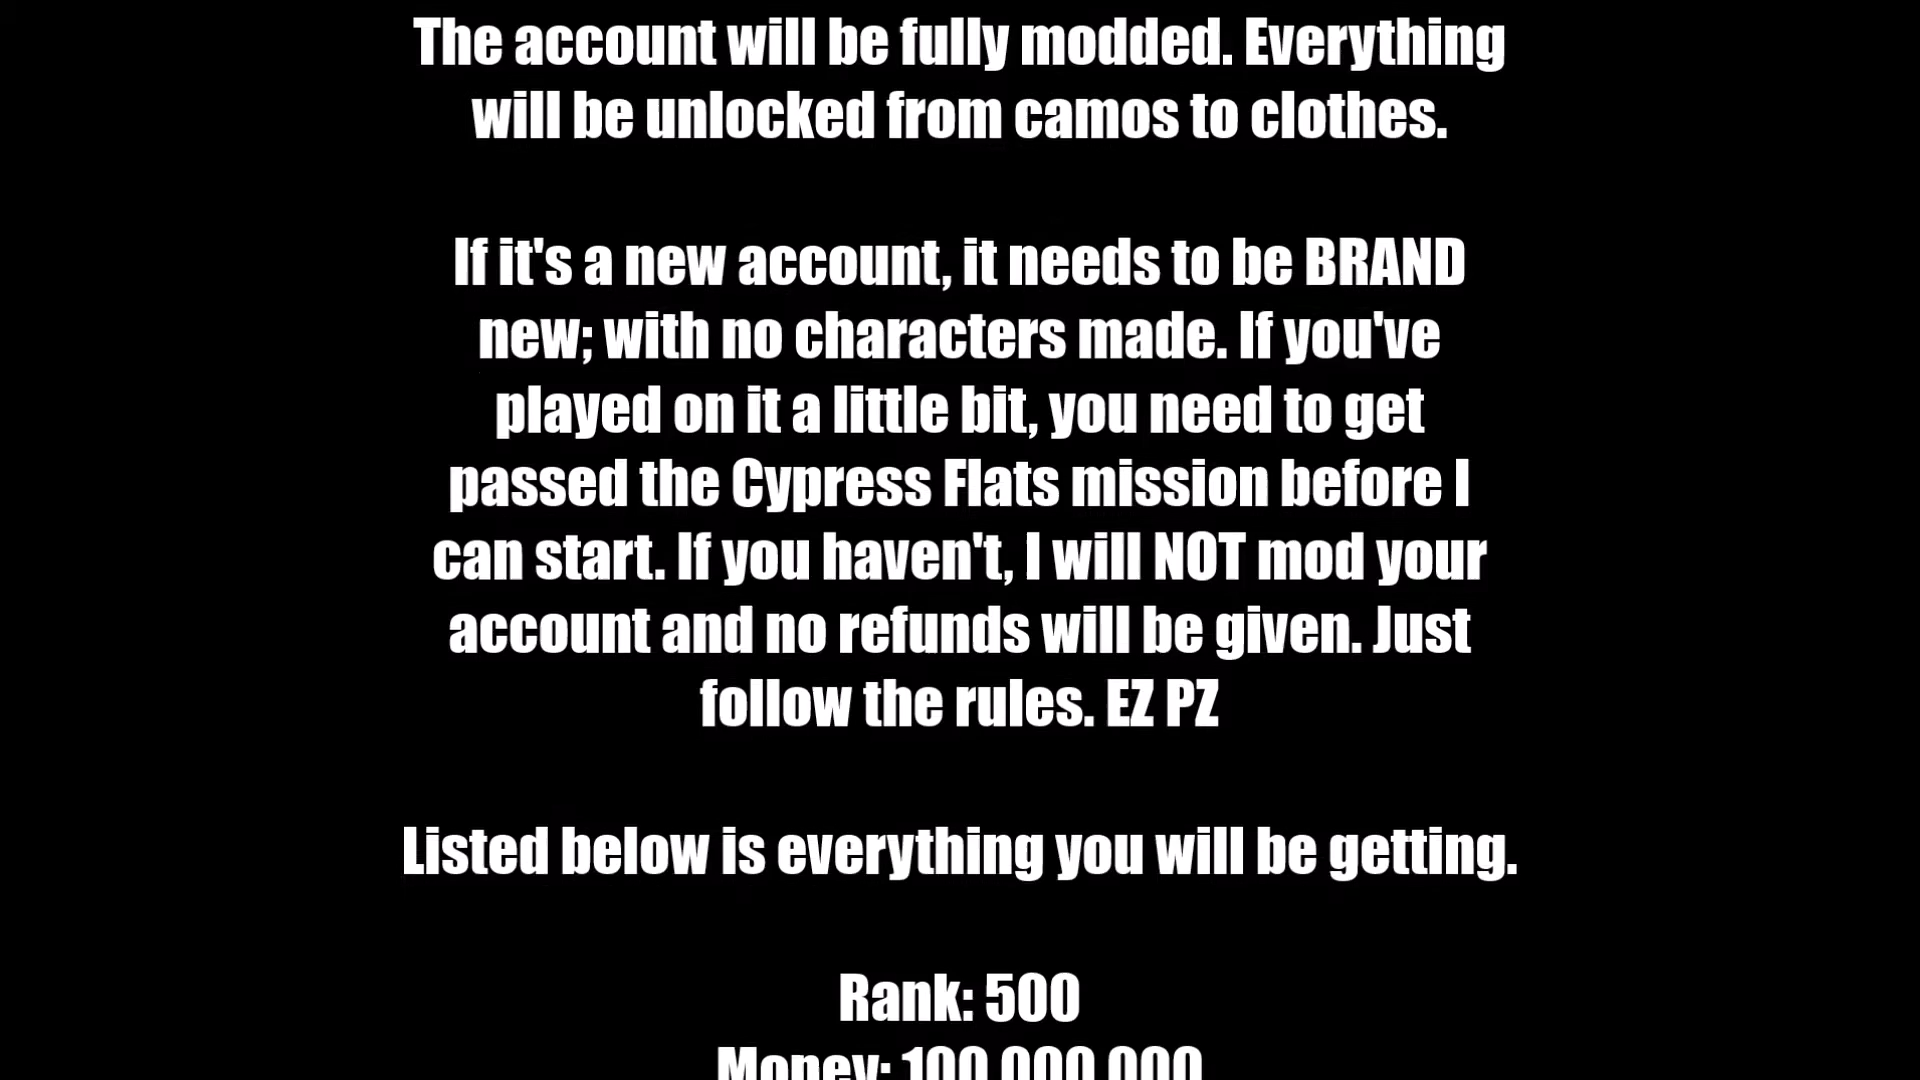 The account will be fully modded. Everything
will be unlocked from camos to clothes.
If it's a new account, it needs to be BRAND
new; with no characters made. If you've
played on it a little bit, you need to get
passed the Cypress Flats mission before I
can start. If you haven't, I will NOT mod your
account and no refunds will be given. Just
follow the rules. EZ PZ
Listed below is everything you will be getting.
Rank: 500
Money: 100,000,000